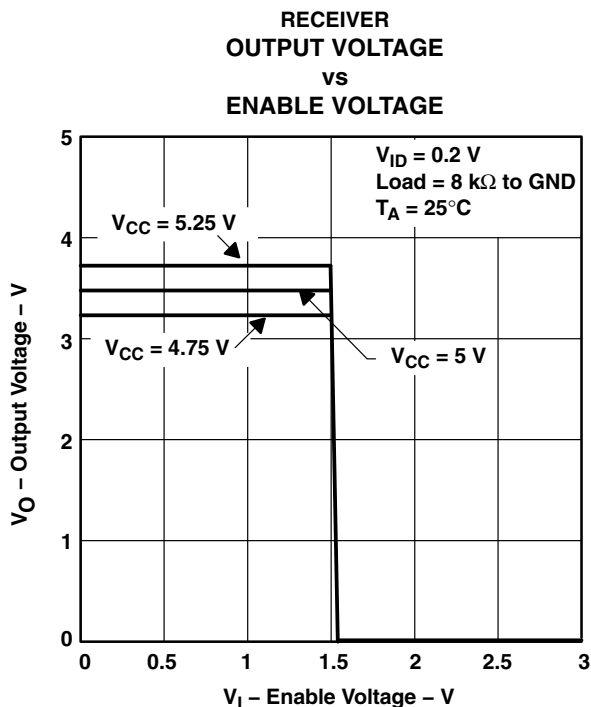 RECEIVER
OUTPUT VOLTAGE
vs
ENABLE VOLTAGE
5
4
3
2
1
0
V_O – Output Voltage – V
V_ID = 0.2 V
Load = 8 kΩ to GND
T_A = 25°C
V_CC = 5.25 V
V_CC = 4.75 V
V_CC = 5 V
0 0.5 1 1.5 2 2.5 3
V_I – Enable Voltage – V